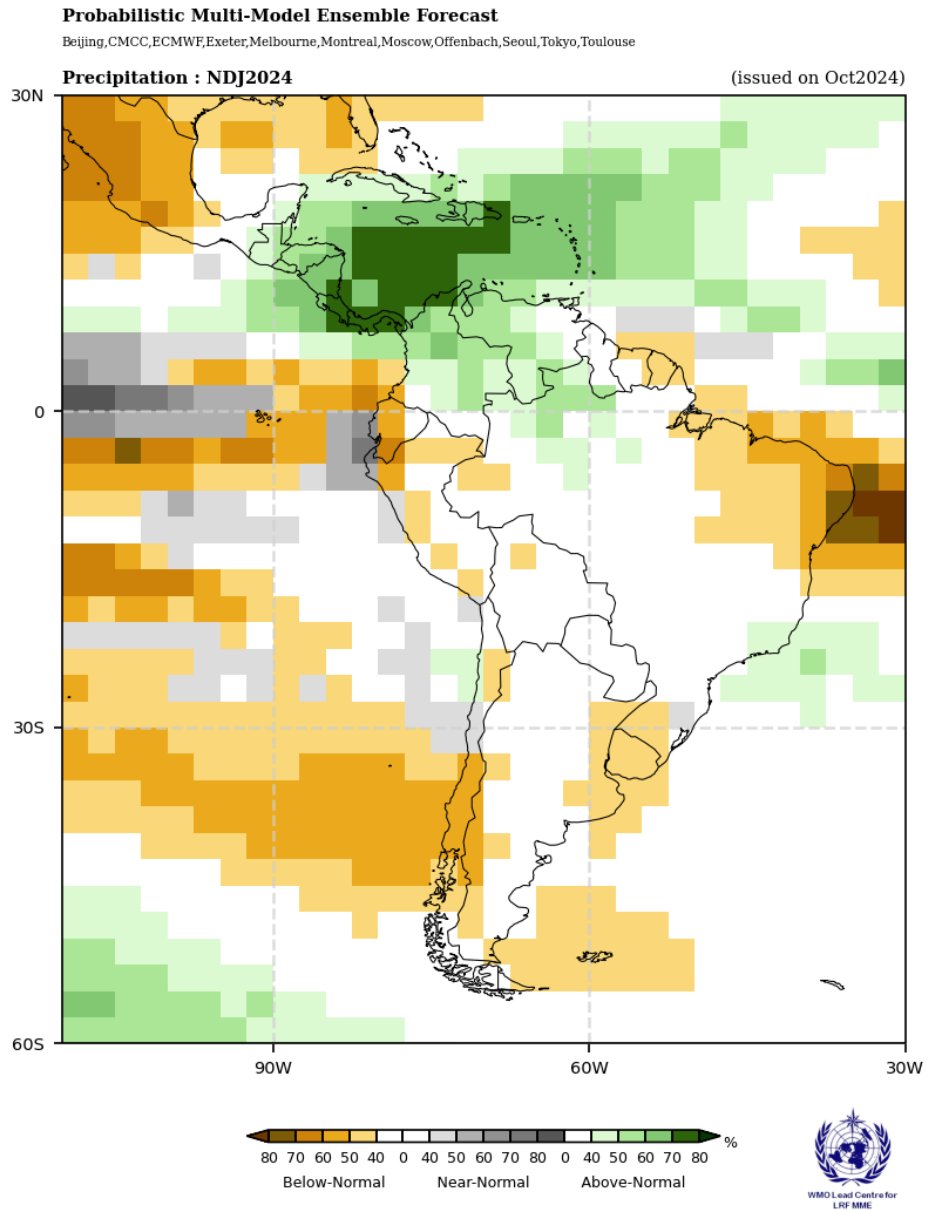 Probabilistic Multi-Model Ensemble Forecast
Beijing,CMCC,ECMWF,Exeter,Melbourne,Montreal,Moscow,Offenbach,Seoul,Tokyo,Toulouse
Precipitation : NDJ2024 (issued on Oct2024)
30N
0
30S
60S
90W 60W 30W
80 70 60 50 40 0 40 50 60 70 80 0 40 50 60 70 80 %
Below-Normal Near-Normal Above-Normal
WMO Lead Centre for
LRF MME